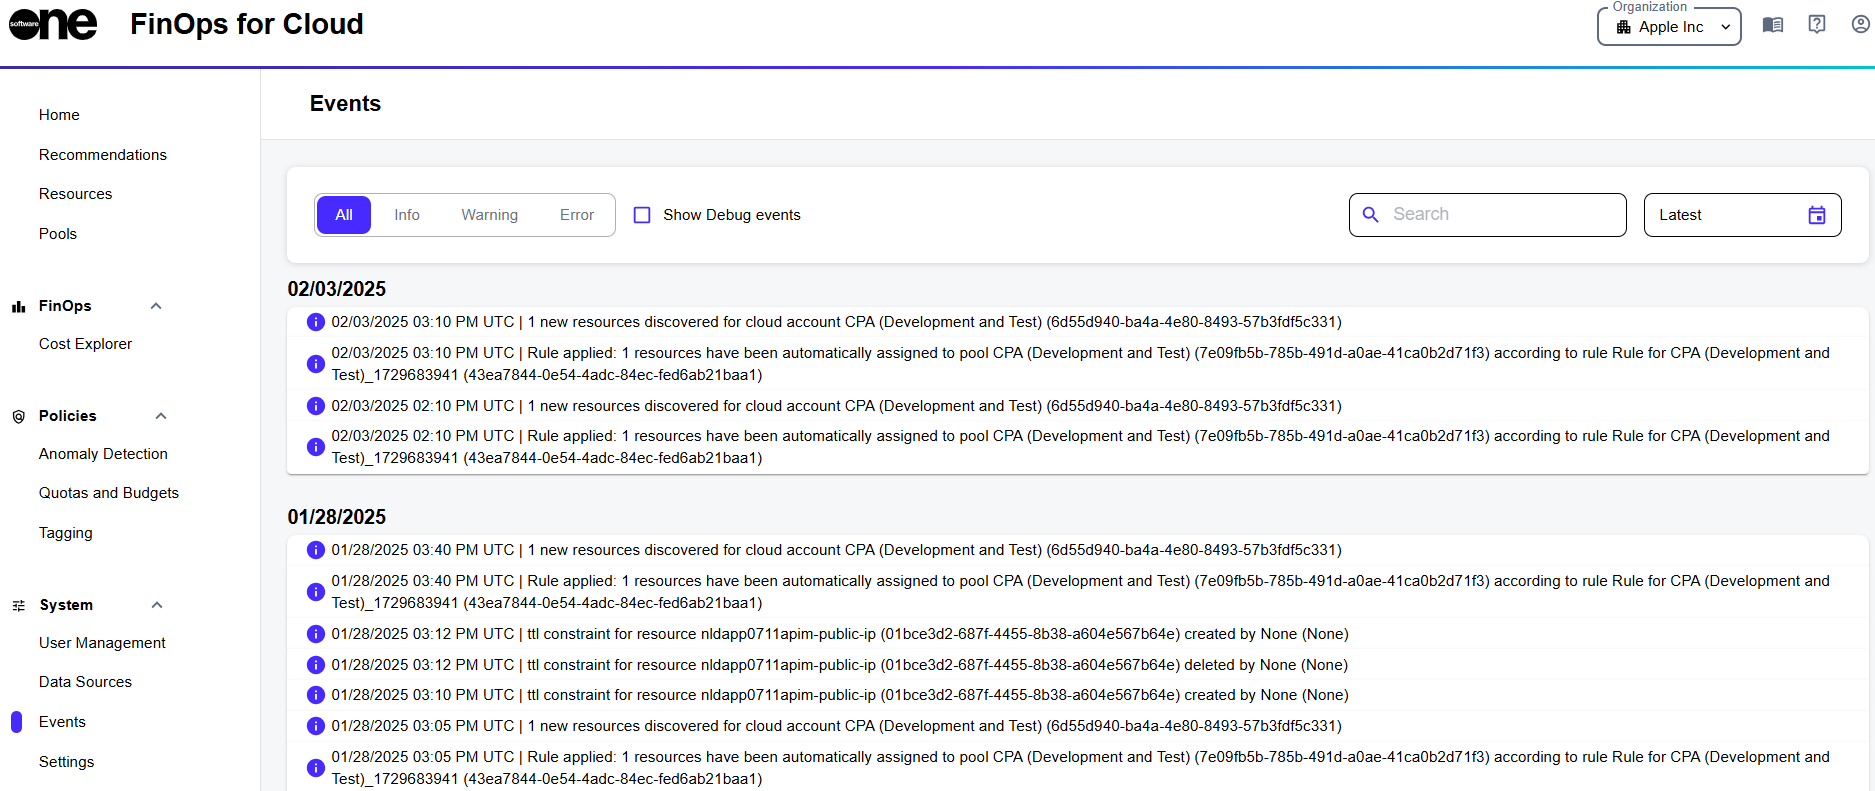 software one
FinOps for Cloud
Organization
Apple Inc
Home
Recommendations
Resources
Pools
FinOps
Cost Explorer
Policies
Anomaly Detection
Quotas and Budgets
Tagging
System
User Management
Data Sources
Events
Settings
Events
All Info Warning Error Show Debug events Search Latest
02/03/2025
02/03/2025 03:10 PM UTC | 1 new resources discovered for cloud account CPA (Development and Test) (6d55d940-ba4a-4e80-8493-57b3fdf5c331)
02/03/2025 03:10 PM UTC | Rule applied: 1 resources have been automatically assigned to pool CPA (Development and Test) (7e09fb5b-785b-491d-a0ae-41ca0b2d71f3) according to rule Rule for CPA (Development and
Test)_1729683941 (43ea7844-0e54-4adc-84ec-fed6ab21baa1)
02/03/2025 02:10 PM UTC | 1 new resources discovered for cloud account CPA (Development and Test) (6d55d940-ba4a-4e80-8493-57b3fdf5c331)
02/03/2025 02:10 PM UTC | Rule applied: 1 resources have been automatically assigned to pool CPA (Development and Test) (7e09fb5b-785b-491d-a0ae-41ca0b2d71f3) according to rule Rule for CPA (Development and
Test)_1729683941 (43ea7844-0e54-4adc-84ec-fed6ab21baa1)
01/28/2025
01/28/2025 03:40 PM UTC | 1 new resources discovered for cloud account CPA (Development and Test) (6d55d940-ba4a-4e80-8493-57b3fdf5c331)
01/28/2025 03:40 PM UTC | Rule applied: 1 resources have been automatically assigned to pool CPA (Development and Test) (7e09fb5b-785b-491d-a0ae-41ca0b2d71f3) according to rule Rule for CPA (Development and
Test)_1729683941 (43ea7844-0e54-4adc-84ec-fed6ab21baa1)
01/28/2025 03:12 PM UTC | ttl constraint for resource nldapp0711apim-public-ip (01bce3d2-687f-4455-8b38-a604e567b64e) created by None (None)
01/28/2025 03:12 PM UTC | ttl constraint for resource nldapp0711apim-public-ip (01bce3d2-687f-4455-8b38-a604e567b64e) deleted by None (None)
01/28/2025 03:10 PM UTC | ttl constraint for resource nldapp0711apim-public-ip (01bce3d2-687f-4455-8b38-a604e567b64e) created by None (None)
01/28/2025 03:05 PM UTC | 1 new resources discovered for cloud account CPA (Development and Test) (6d55d940-ba4a-4e80-8493-57b3fdf5c331)
01/28/2025 03:05 PM UTC | Rule applied: 1 resources have been automatically assigned to pool CPA (Development and Test) (7e09fb5b-785b-491d-a0ae-41ca0b2d71f3) according to rule Rule for CPA (Development and
Test)_1729683941 (43ea7844-0e54-4adc-84ec-fed6ab21baa1)